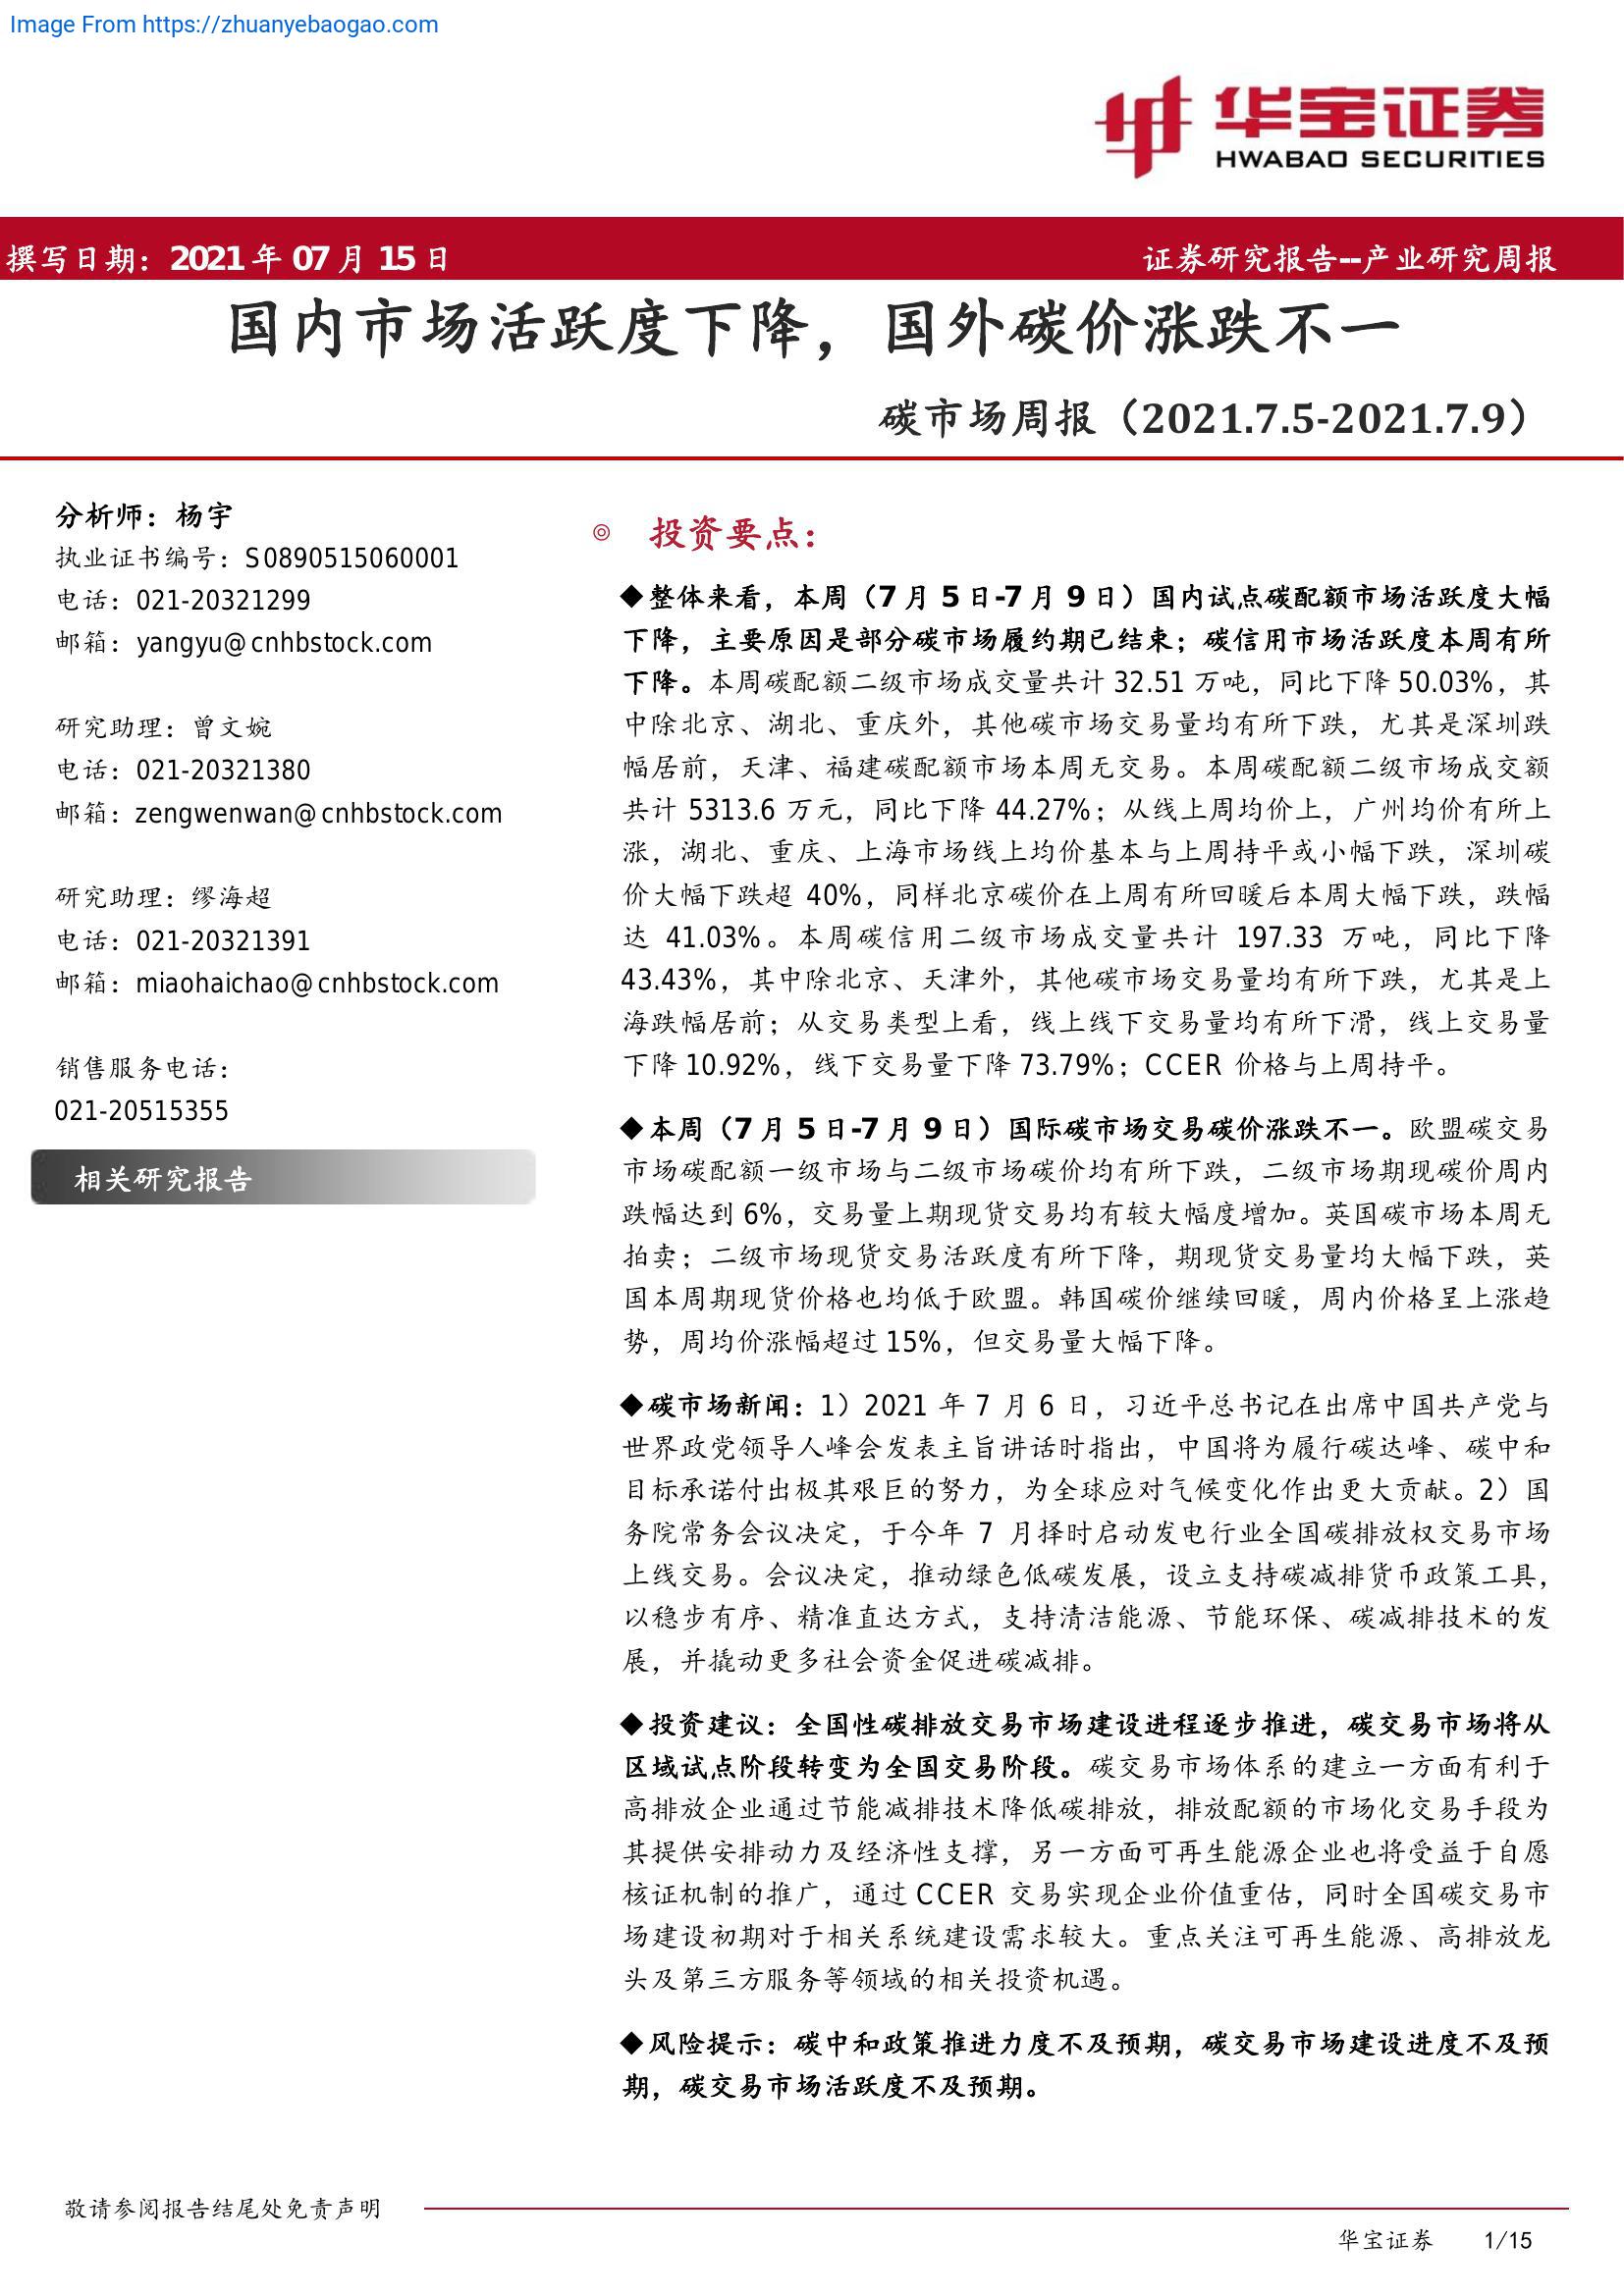 Image From https://zhuanyebaogao.com
华宝证券
HWABAO SECURITIES
撰写日期：2021 年 07 月 15 日
证券研究报告--产业研究周报
国内市场活跃度下降，国外碳价涨跌不一
碳市场周报（2021.7.5-2021.7.9）
分析师：杨宇
执业证书编号：S0890515060001
电话：021-20321299
邮箱：yangyu@cnhbstock.com
研究助理：曾文婉
电话：021-20321380
邮箱：zengwenwan@cnhbstock.com
研究助理：缪海超
电话：021-20321391
邮箱：miaohaichao@cnhbstock.com
销售服务电话：
021-20515355
相关研究报告
◎ 投资要点：
◆整体来看，本周（7 月 5 日-7 月 9 日）国内试点碳配额市场活跃度大幅
下降，主要原因是部分碳市场履约期已结束；碳信用市场活跃度本周有所
下降。本周碳配额二级市场成交量共计 32.51 万吨，同比下降 50.03%，其
中除北京、湖北、重庆外，其他碳市场交易量均有所下跌，尤其是深圳跌
幅居前，天津、福建碳配额市场本周无交易。本周碳配额二级市场成交额
共计 5313.6 万元，同比下降 44.27%；从线上周均价上，广州均价有所上
涨，湖北、重庆、上海市场线上均价基本与上周持平或小幅下跌，深圳碳
价大幅下跌超 40%，同样北京碳价在上周有所回暖后本周大幅下跌，跌幅
达 41.03%。本周碳信用二级市场成交量共计 197.33 万吨，同比下降
43.43%，其中除北京、天津外，其他碳市场交易量均有所下跌，尤其是上
海跌幅居前；从交易类型上看，线上线下交易量均有所下滑，线上交易量
下降 10.92%，线下交易量下降 73.79%；CCER 价格与上周持平。
◆本周（7 月 5 日-7 月 9 日）国际碳市场交易碳价涨跌不一。欧盟碳交易
市场碳配额一级市场与二级市场碳价均有所下跌，二级市场期现碳价周内
跌幅达到 6%，交易量上期现货交易均有较大幅度增加。英国碳市场本周无
拍卖；二级市场现货交易活跃度有所下降，期现货交易量均大幅下跌，英
国本周期现货价格也均低于欧盟。韩国碳价继续回暖，周内价格呈上涨趋
势，周均价涨幅超过 15%，但交易量大幅下降。
◆碳市场新闻：1）2021 年 7 月 6 日，习近平总书记在出席中国共产党与
世界政党领导人峰会发表主旨讲话时指出，中国将为履行碳达峰、碳中和
目标承诺付出极其艰巨的努力，为全球应对气候变化作出更大贡献。2）国
务院常务会议决定，于今年 7 月择时启动发电行业全国碳排放权交易市场
上线交易。会议决定，推动绿色低碳发展，设立支持碳减排货币政策工具，
以稳步有序、精准直达方式，支持清洁能源、节能环保、碳减排技术的发
展，并撬动更多社会资金促进碳减排。
◆投资建议：全国性碳排放交易市场建设进程逐步推进，碳交易市场将从
区域试点阶段转变为全国交易阶段。碳交易市场体系的建立一方面有利于
高排放企业通过节能减排技术降低碳排放，排放配额的市场化交易手段为
其提供安排动力及经济性支撑，另一方面可再生能源企业也将受益于自愿
核证机制的推广，通过 CCER 交易实现企业价值重估，同时全国碳交易市
场建设初期对于相关系统建设需求较大。重点关注可再生能源、高排放龙
头及第三方服务等领域的相关投资机遇。
◆风险提示：碳中和政策推进力度不及预期，碳交易市场建设进度不及预
期，碳交易市场活跃度不及预期。
敬请参阅报告结尾处免责声明
华宝证券 1/15